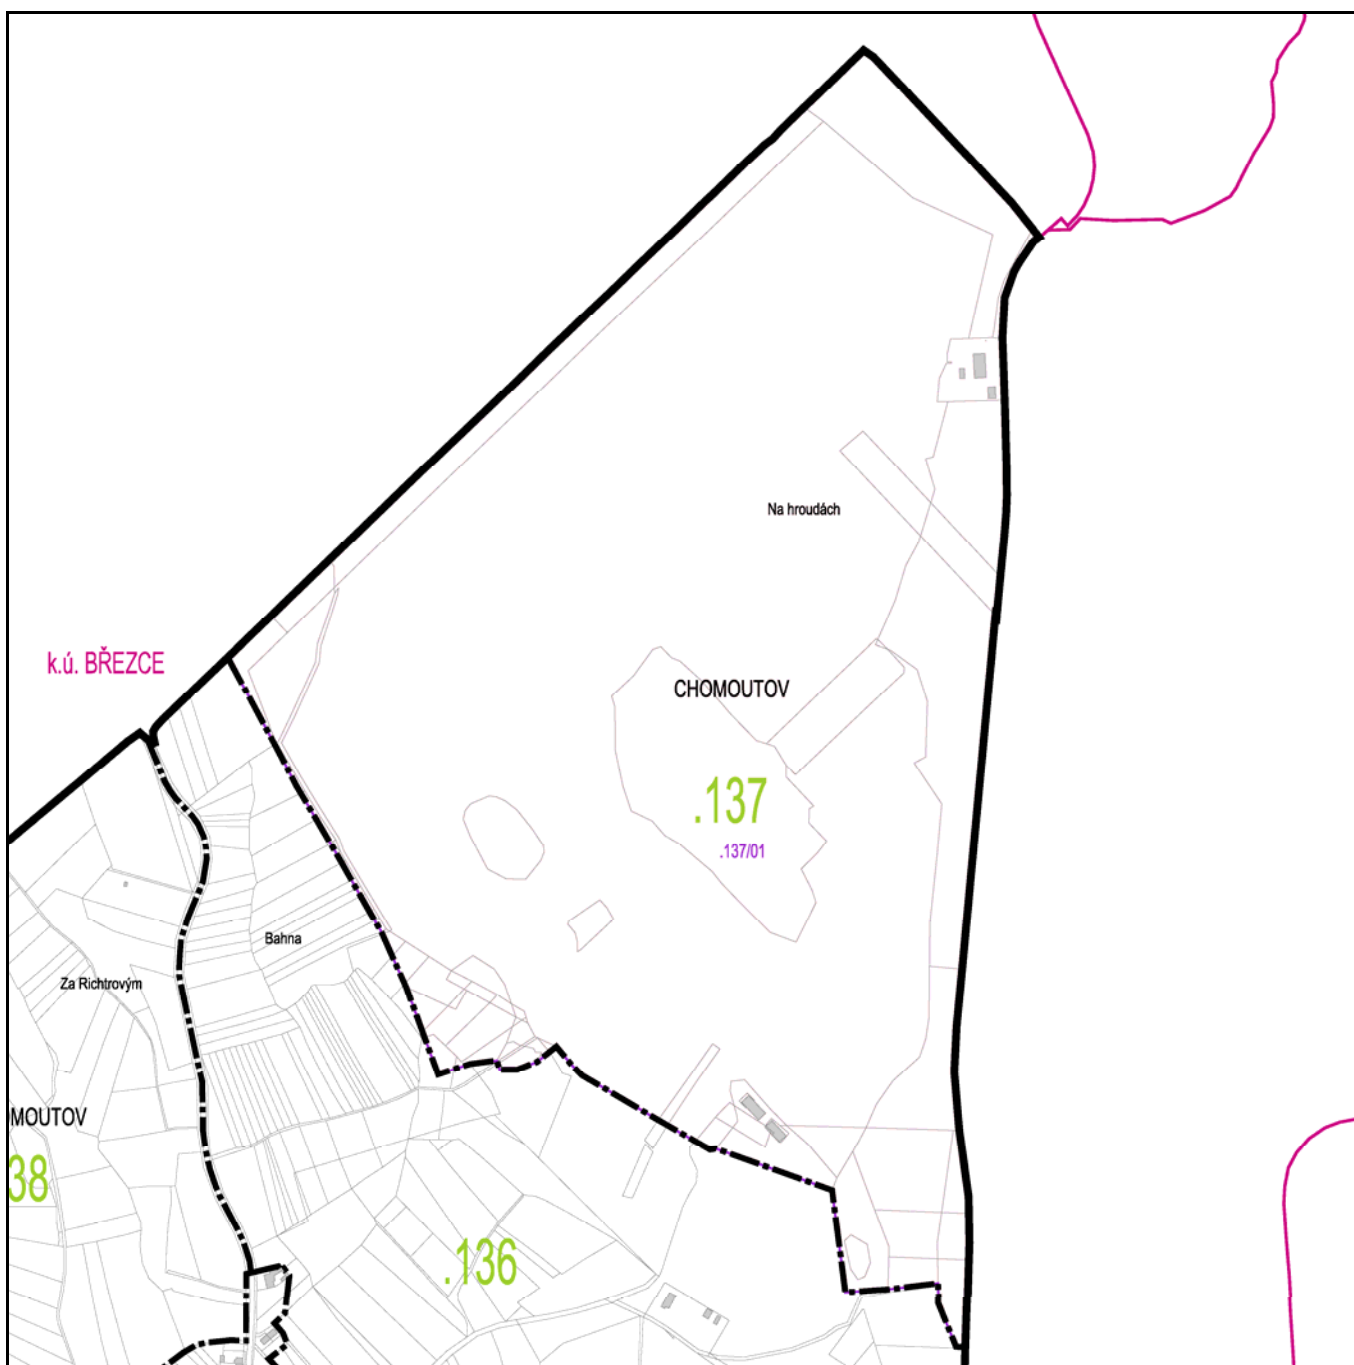 Na hroudách
k.ú. BŘEZCE
CHOMOUTOV
.137
.137/01
Bahna
Za Richtrovým
MOUTOV
38
.136